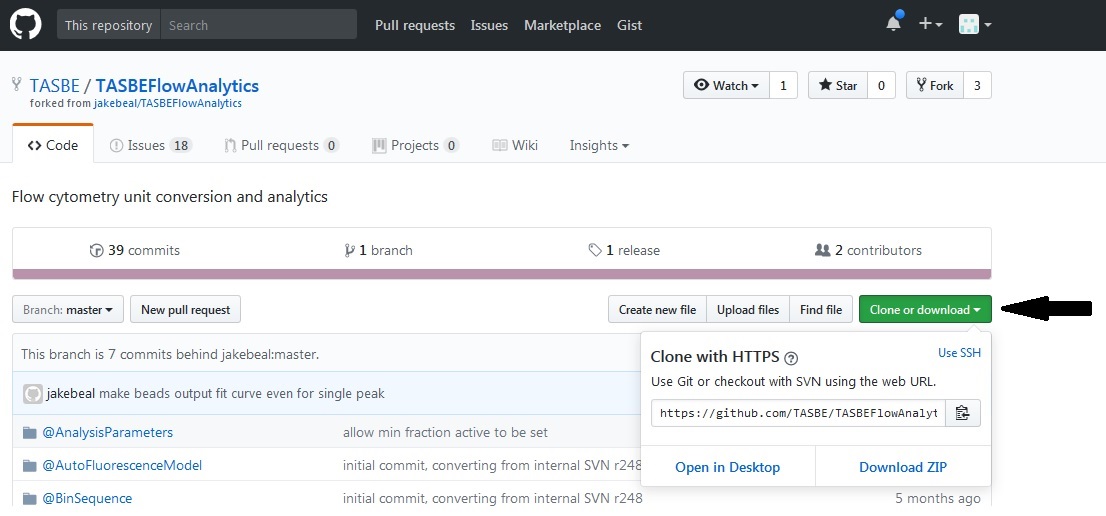 This repository Search Pull requests Issues Marketplace Gist
TASBE / TASBEFlowAnalytics Watch 1 Star 0 Fork 3
forked from jakebeal/TASBEFlowAnalytics
Code Issues 18 Pull requests 0 Projects 0 Wiki Insights
Flow cytometry unit conversion and analytics
39 commits 1 branch 1 release 2 contributors
Branch: master New pull request Create new file Upload files Find file Clone or download
This branch is 7 commits behind jakebeal:master.
Clone with HTTPS ? Use SSH
Use Git or checkout with SVN using the web URL.
https://github.com/TASBE/TASBEFlowAnalyt
Open in Desktop Download ZIP
jakebeal make beads output fit curve even for single peak
@AnalysisParameters allow min fraction active to be set
@AutoFluorescenceModel initial commit, converting from internal SVN r248
@BinSequence initial commit, converting from internal SVN r248 5 months ago